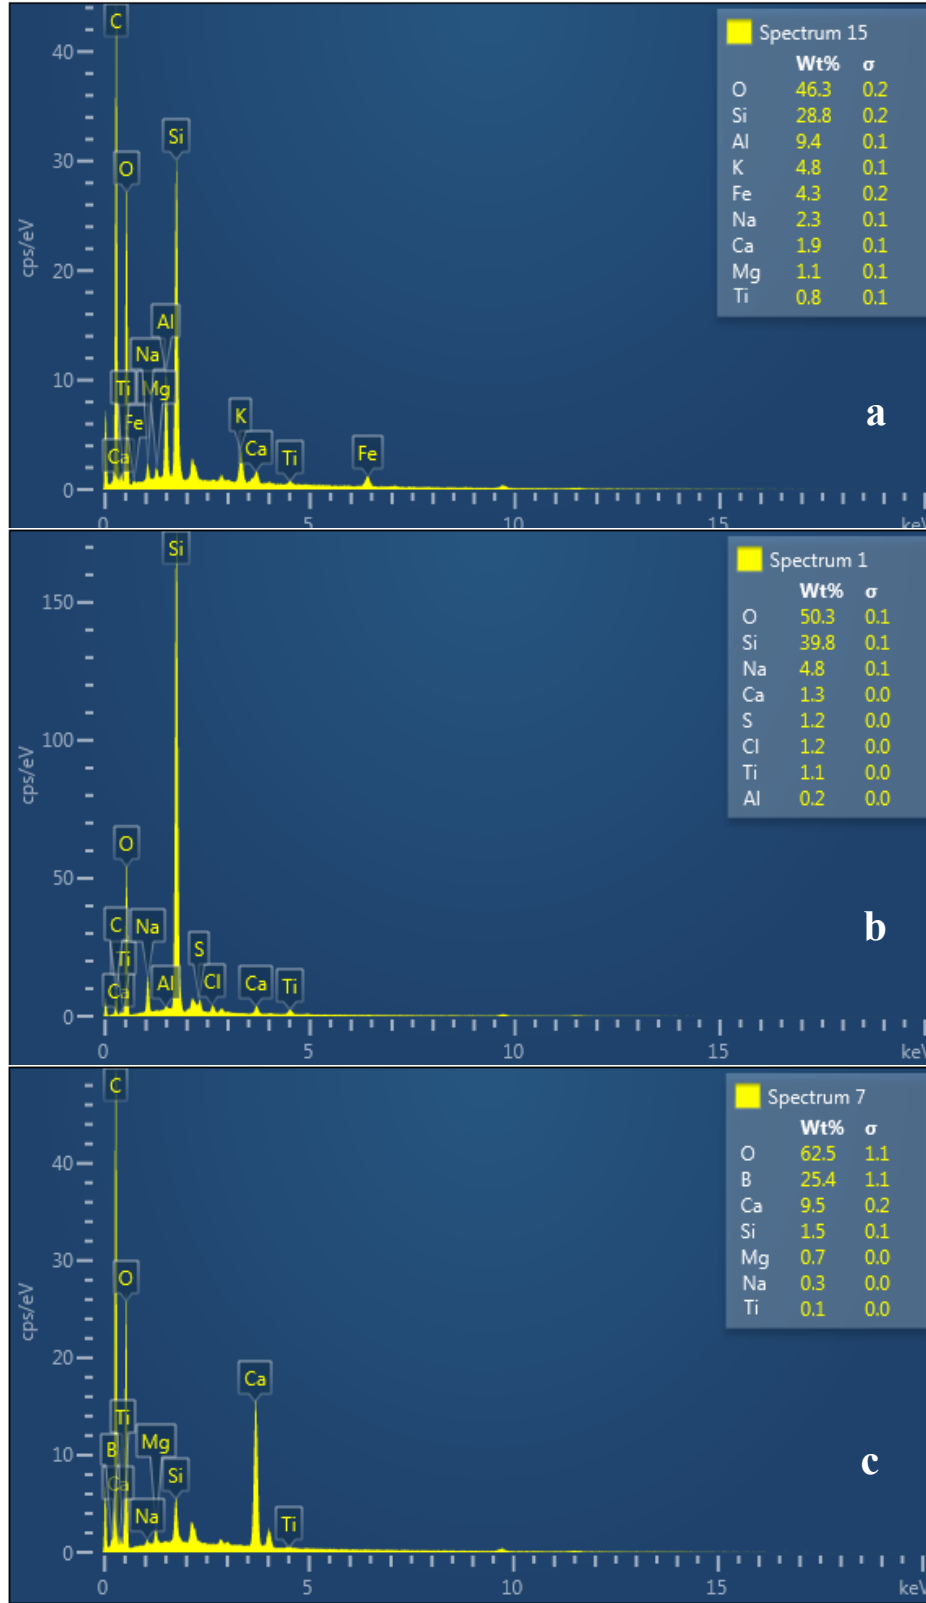 C
40
Si
O
30
cps/eV
20
Al
Na
10
Ti
Mg
Fe
K
Ca
Ca
Ti
Fe
0
0
5
10
15
keV
Spectrum 15
Wt% σ
O 46.3 0.2
Si 28.8 0.2
Al 9.4 0.1
K 4.8 0.1
Fe 4.3 0.2
Na 2.3 0.1
Ca 1.9 0.1
Mg 1.1 0.1
Ti 0.8 0.1
a
Si
150
100
cps/eV
O
50
C
Na
Ti
S
Ca
Al
Cl
Ca
Ti
0
0
5
10
15
keV
Spectrum 1
Wt% σ
O 50.3 0.1
Si 39.8 0.1
Na 4.8 0.1
Ca 1.3 0.0
S 1.2 0.0
Cl 1.2 0.0
Ti 1.1 0.0
Al 0.2 0.0
b
C
40
30
O
cps/eV
20
Ca
Ti
10
B
Mg
Ca
Si
Na
Ti
0
0
5
10
15
keV
Spectrum 7
Wt% σ
O 62.5 1.1
B 25.4 1.1
Ca 9.5 0.2
Si 1.5 0.1
Mg 0.7 0.0
Na 0.3 0.0
Ti 0.1 0.0
c